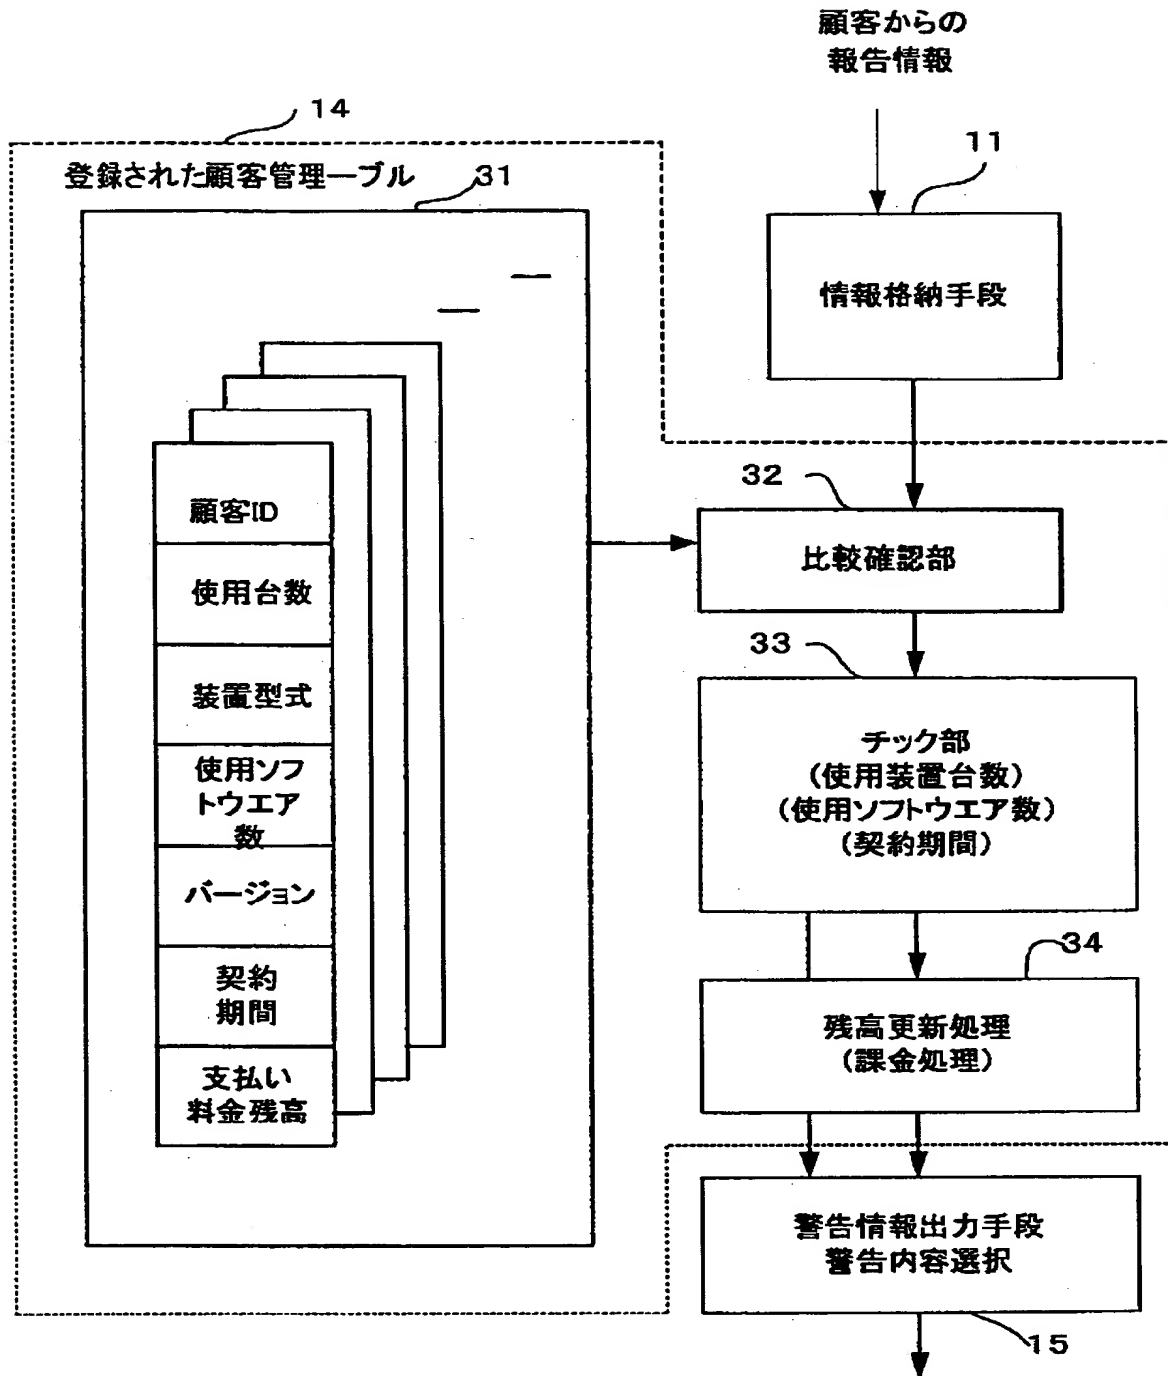 顧客からの
報告情報
14
11
登録された顧客管理ーブル
31
情報格納手段
32
比較確認部
顧客ID
使用台数
装置型式
使用ソフ
トウエア
数
バージョン
契約
期間
支払い
料金残高
33
チック部
(使用装置台数)
(使用ソフトウエア数)
(契約期間)
34
残高更新処理
(課金処理)
警告情報出力手段
警告内容選択
15